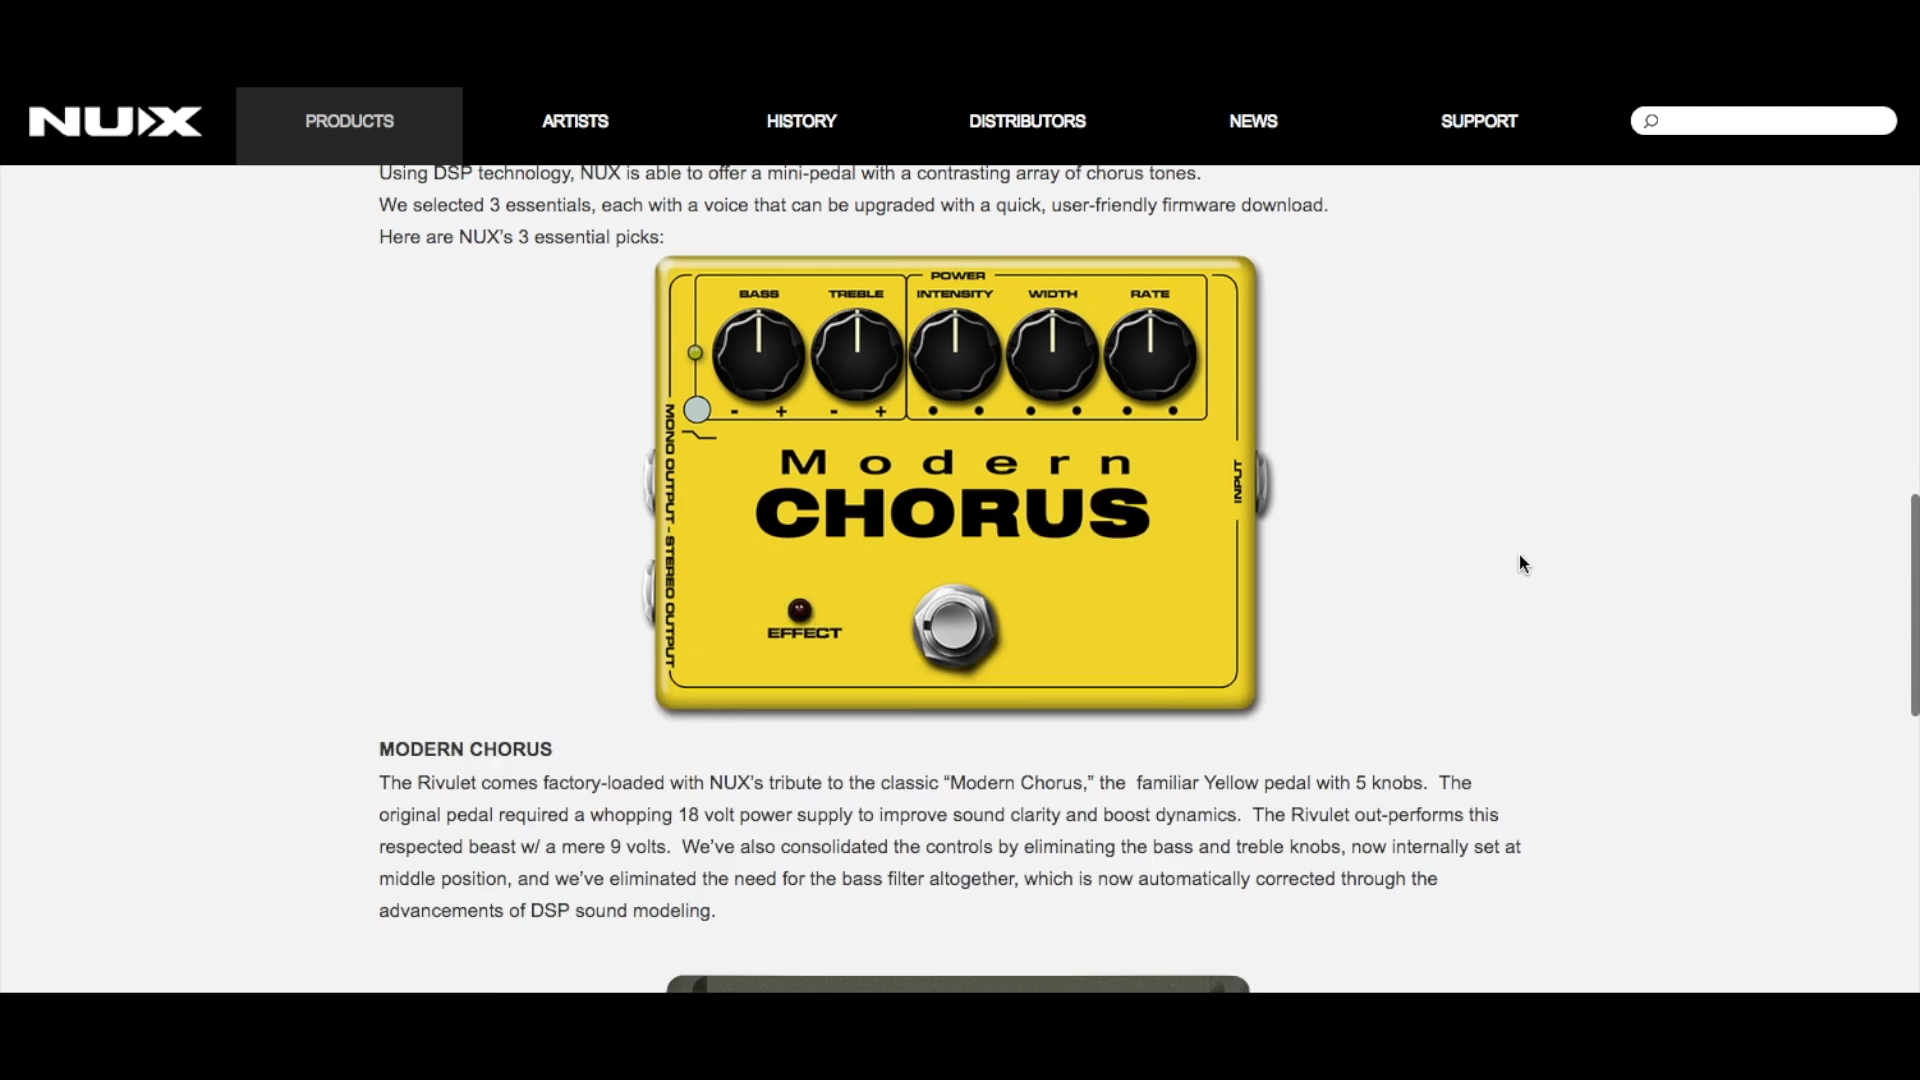 NUX
PRODUCTS
ARTISTS
HISTORY
DISTRIBUTORS
NEWS
SUPPORT
Using DSP technology, NUX is able to offer a mini-pedal with a contrasting array of chorus tones.
We selected 3 essentials, each with a voice that can be upgraded with a quick, user-friendly firmware download.
Here are NUX’s 3 essential picks:
POWER
BASS TREBLE INTENSITY WIDTH RATE
- + - +
MONO OUTPUT - STEREO OUTPUT
INPUT
Modern
CHORUS
EFFECT
MODERN CHORUS
The Rivulet comes factory-loaded with NUX’s tribute to the classic “Modern Chorus,” the familiar Yellow pedal with 5 knobs. The
original pedal required a whopping 18 volt power supply to improve sound clarity and boost dynamics. The Rivulet out-performs this
respected beast w/ a mere 9 volts. We’ve also consolidated the controls by eliminating the bass and treble knobs, now internally set at
middle position, and we’ve eliminated the need for the bass filter altogether, which is now automatically corrected through the
advancements of DSP sound modeling.